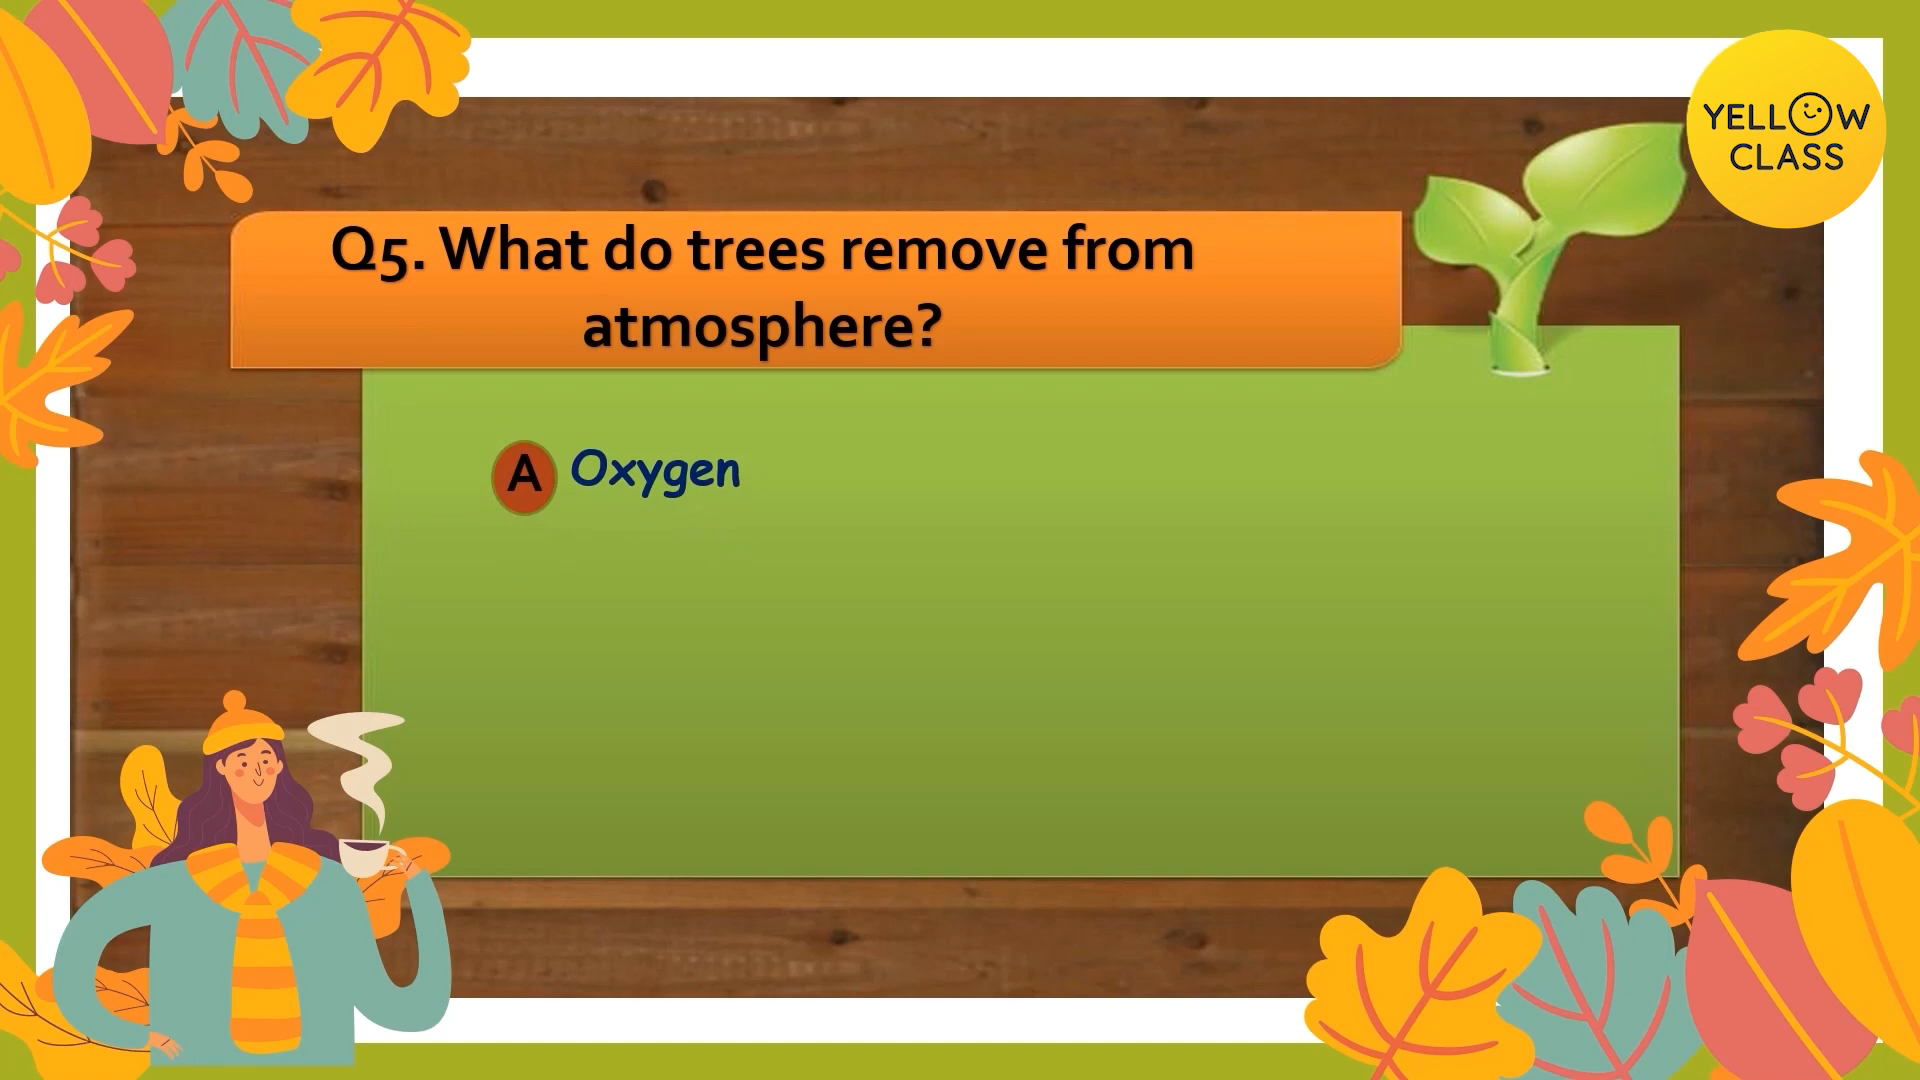 YELLOW
CLASS
Q5. What do trees remove from
atmosphere?
A Oxygen